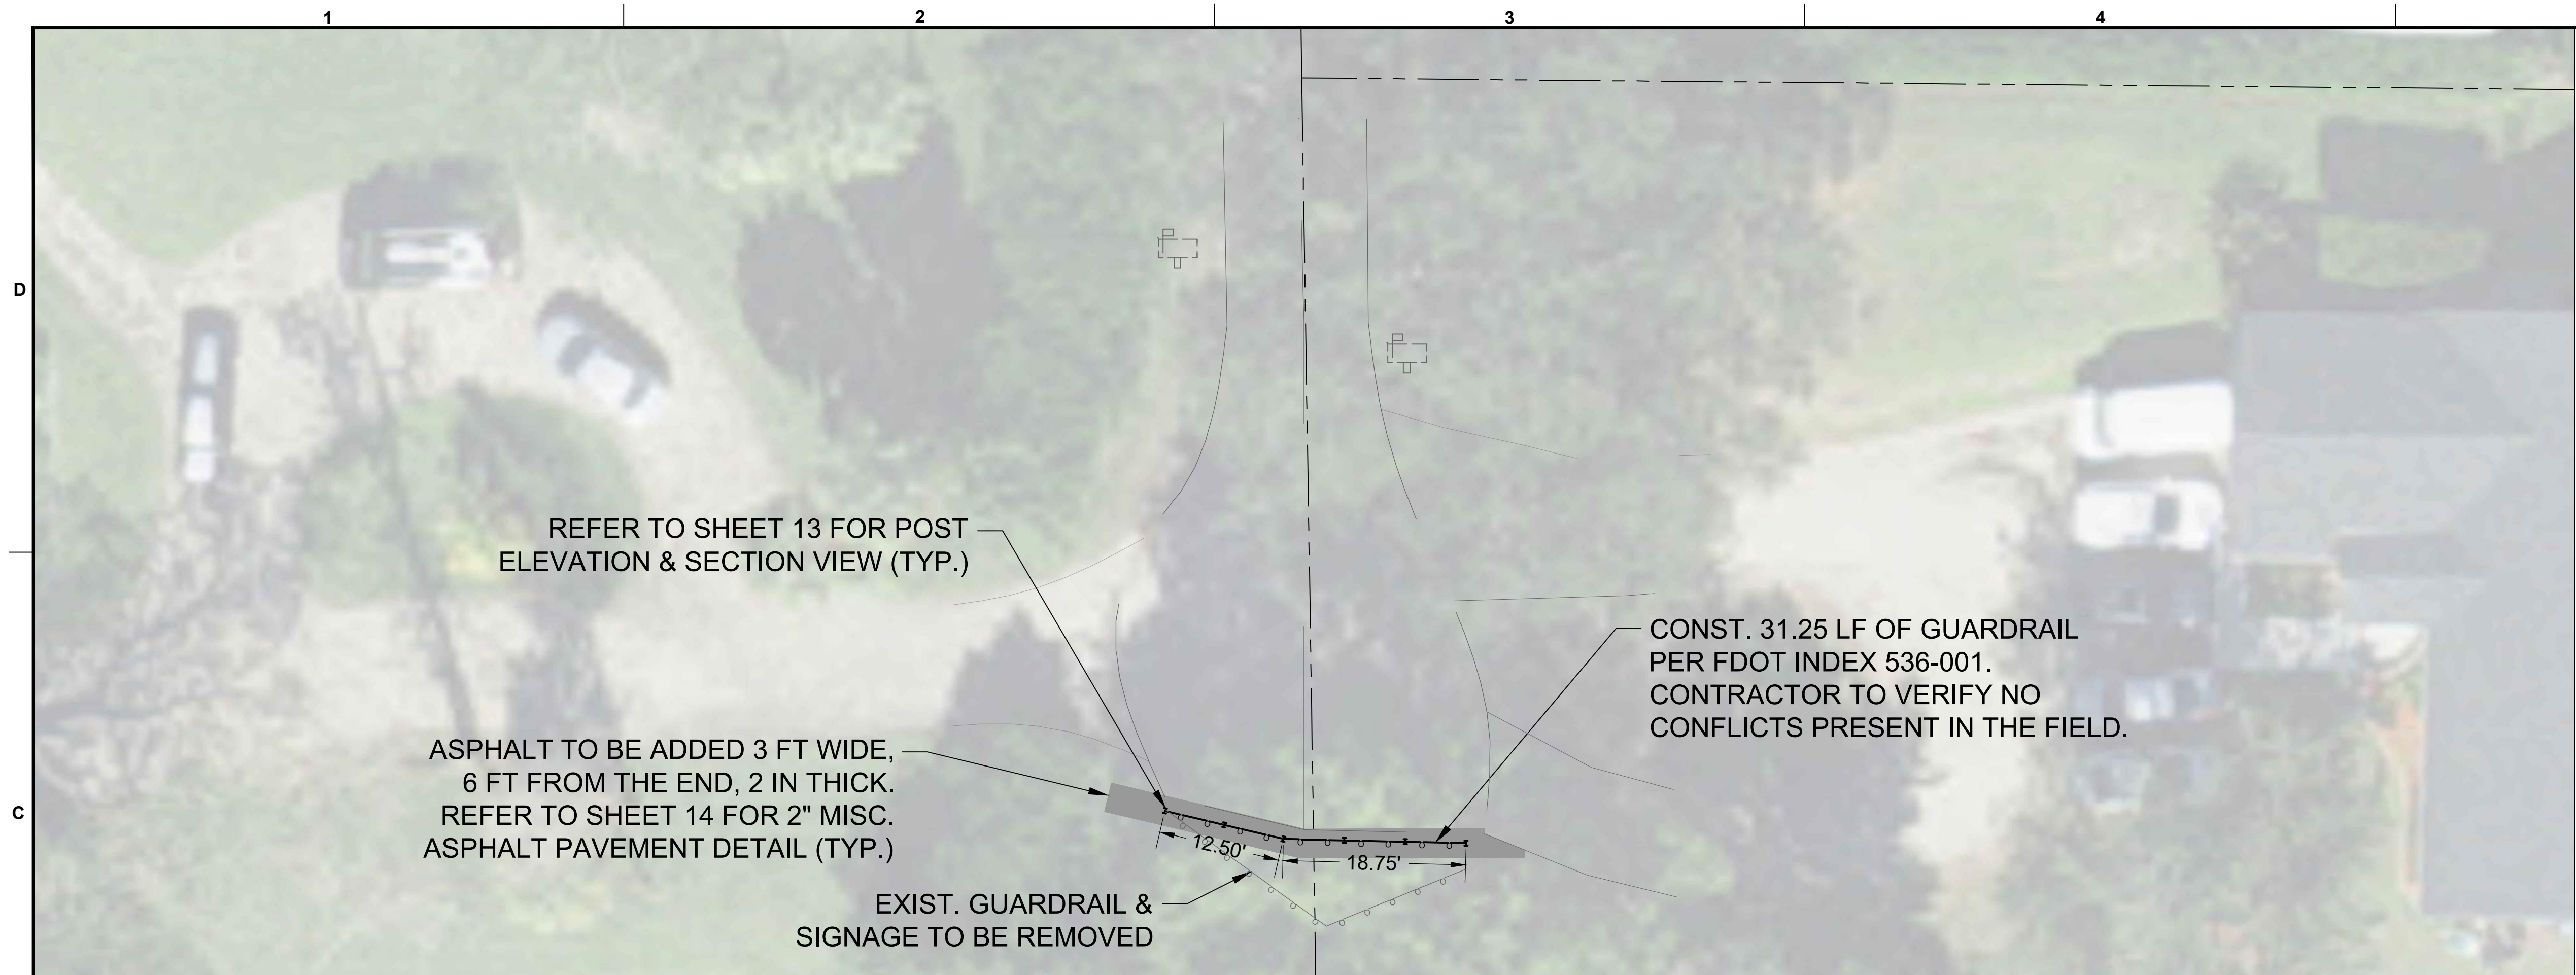 1
2
3
4
D
REFER TO SHEET 13 FOR POST
ELEVATION & SECTION VIEW (TYP.)
CONST. 31.25 LF OF GUARDRAIL
PER FDOT INDEX 536-001.
CONTRACTOR TO VERIFY NO
CONFLICTS PRESENT IN THE FIELD.
ASPHALT TO BE ADDED 3 FT WIDE,
6 FT FROM THE END, 2 IN THICK.
REFER TO SHEET 14 FOR 2" MISC.
ASPHALT PAVEMENT DETAIL (TYP.)
C
12.50'
18.75'
EXIST. GUARDRAIL &
SIGNAGE TO BE REMOVED